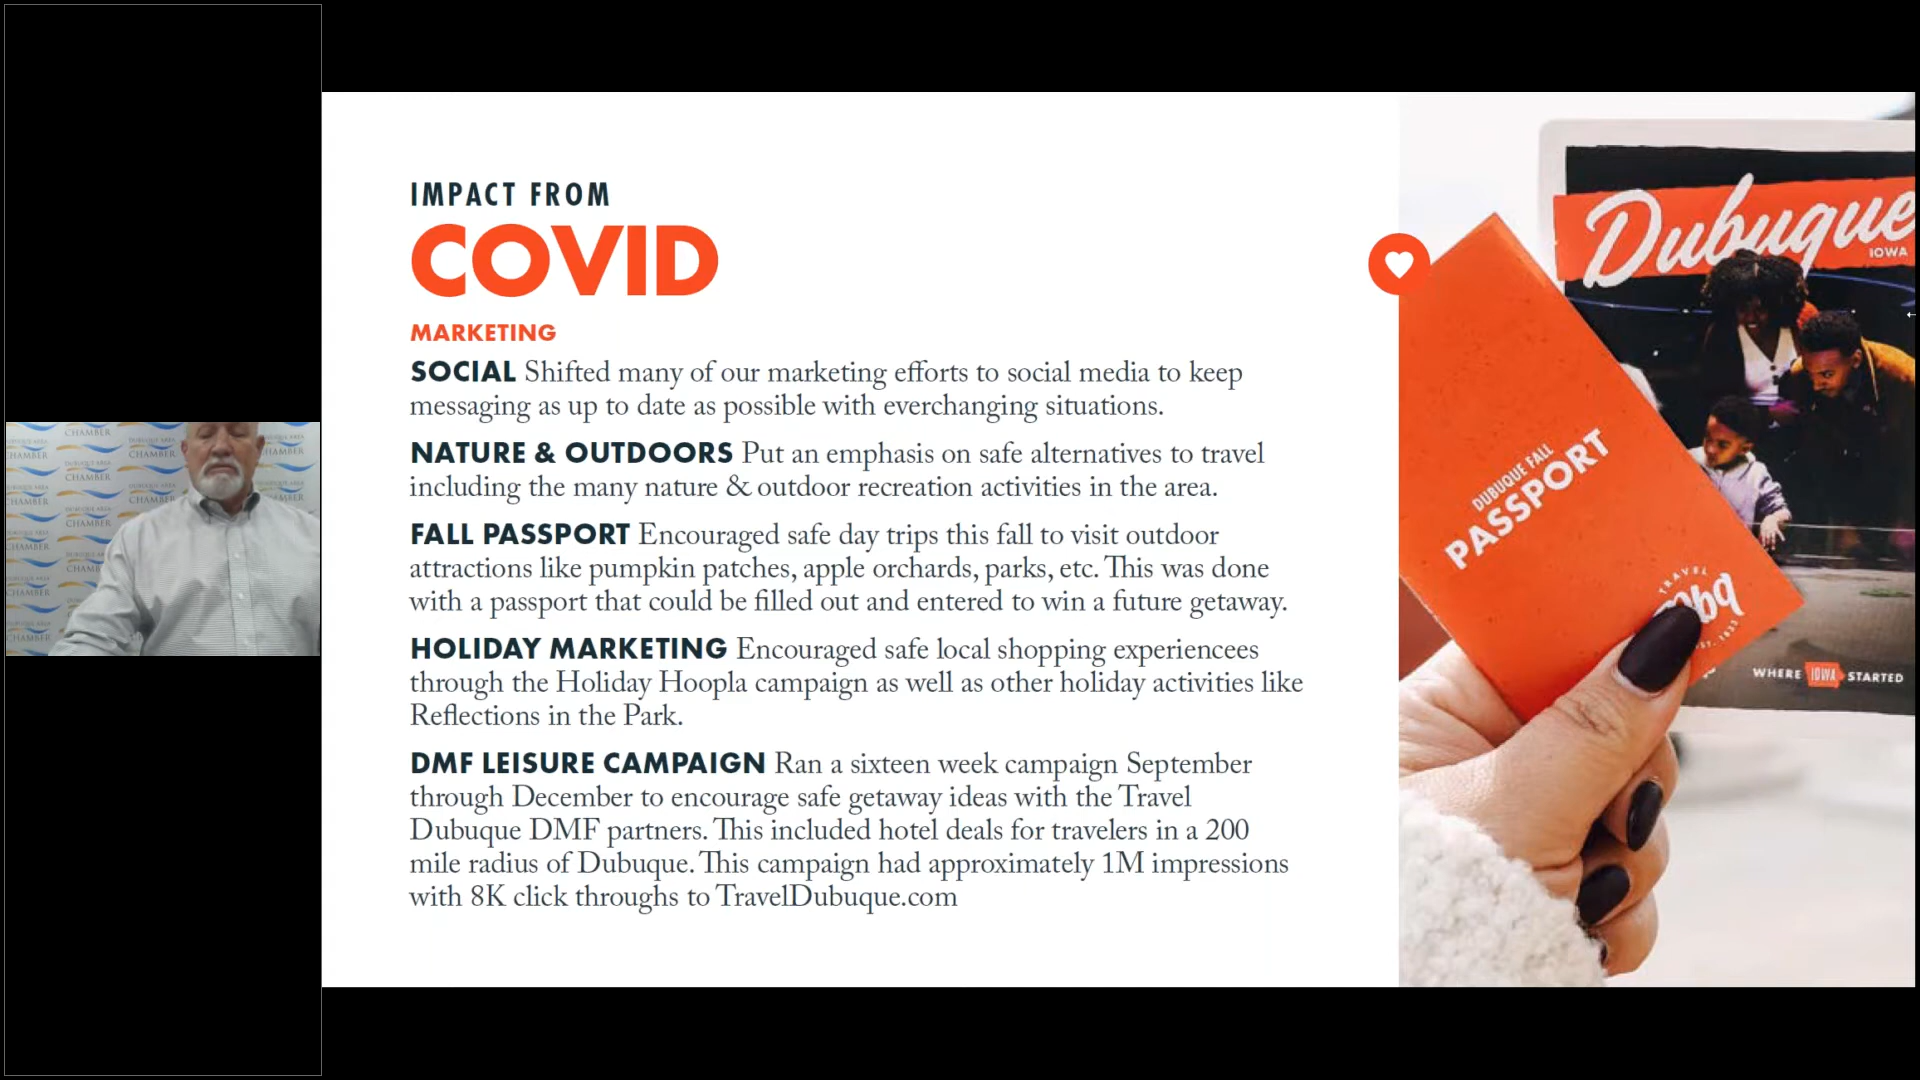 IMPACT FROM
COVID
MARKETING
SOCIAL Shifted many of our marketing efforts to social media to keep
messaging as up to date as possible with everchanging situations.
NATURE & OUTDOORS Put an emphasis on safe alternatives to travel
including the many nature & outdoor recreation activities in the area.
FALL PASSPORT Encouraged safe day trips this fall to visit outdoor
attractions like pumpkin patches, apple orchards, parks, etc. This was done
with a passport that could be filled out and entered to win a future getaway.
HOLIDAY MARKETING Encouraged safe local shopping experiencees
through the Holiday Hoopla campaign as well as other holiday activities like
Reflections in the Park.
DMF LEISURE CAMPAIGN Ran a sixteen week campaign September
through December to encourage safe getaway ideas with the Travel
Dubuque DMF partners. This included hotel deals for travelers in a 200
mile radius of Dubuque. This campaign had approximately 1M impressions
with 8K click throughs to TravelDubuque.com
Dubuque
IOWA
DUBUQUE FALL
PASSPORT
TRAVEL
WHERE IOWA STARTED
DUBUQUE AREA
CHAMBER